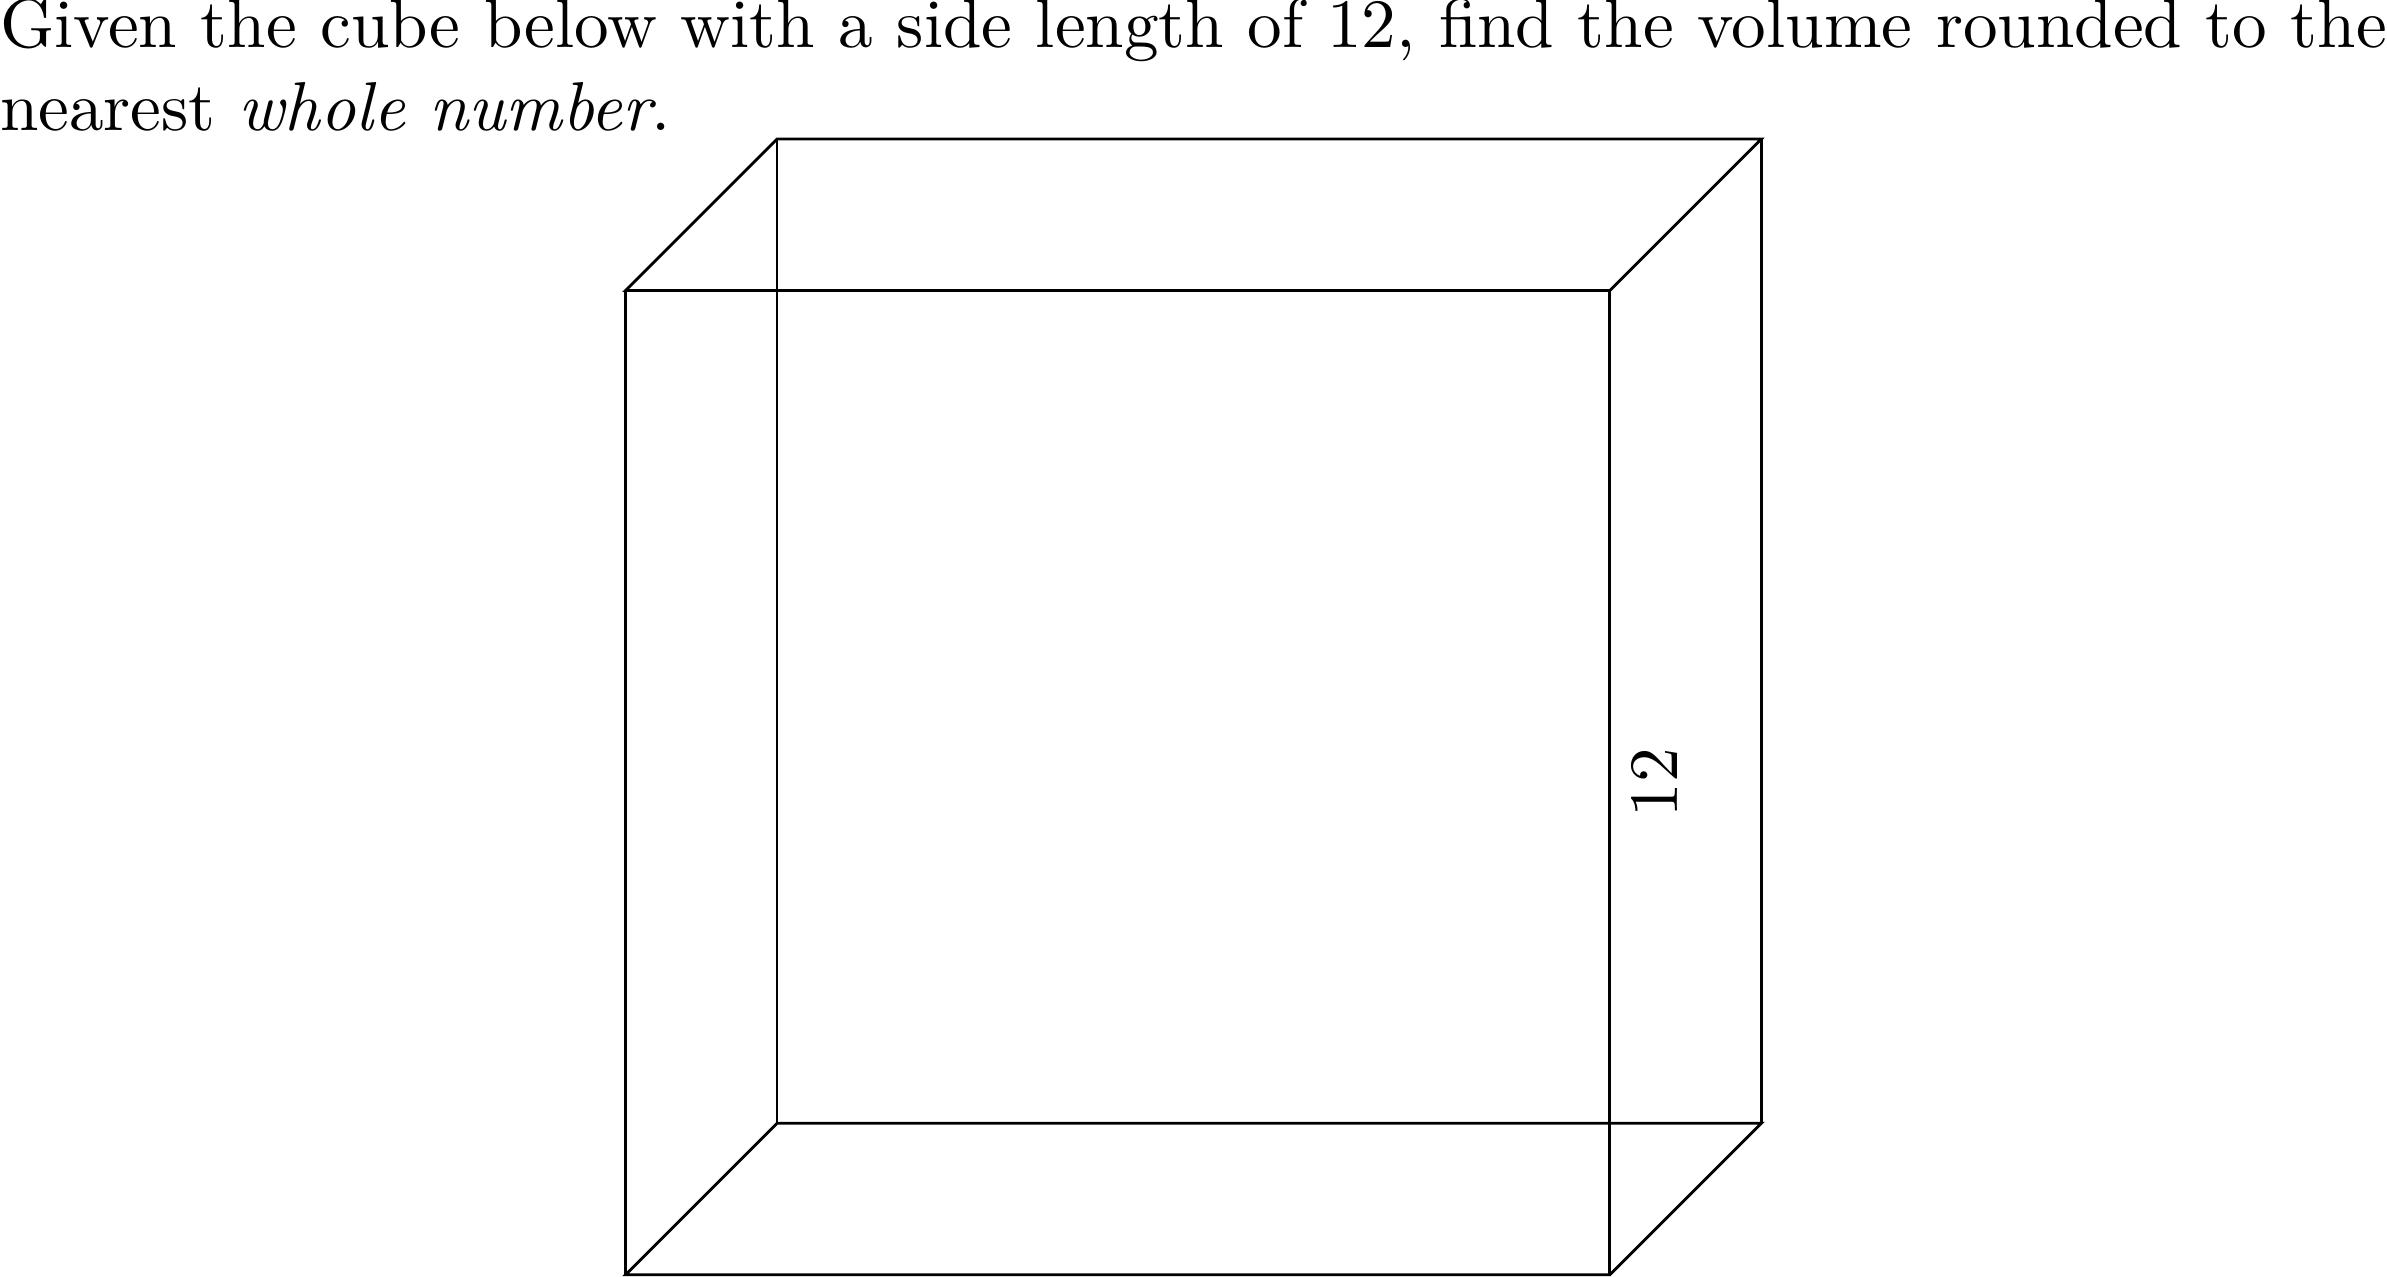 Given the cube below with a side length of 12, find the volume rounded to the
nearest whole number.
12